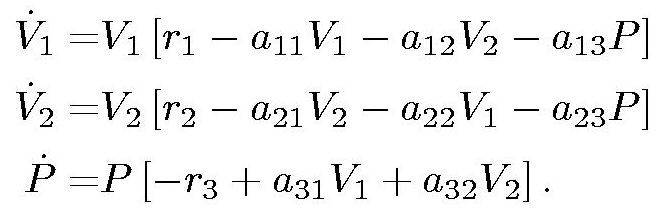 V̇₁ =V₁ [r₁ − a₁₁V₁ − a₁₂V₂ − a₁₃P]
V̇₂ =V₂ [r₂ − a₂₁V₂ − a₂₂V₁ − a₂₃P]
Ṗ =P [−r₃ + a₃₁V₁ + a₃₂V₂] .